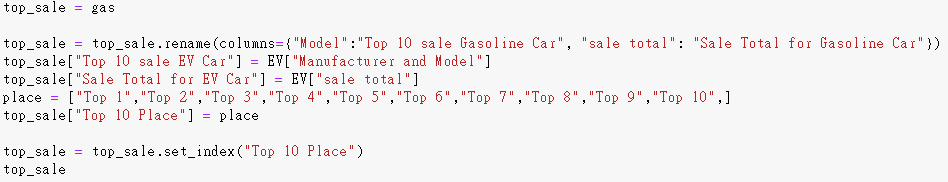 top_sale = gas
top_sale = top_sale.rename(columns={"Model":"Top 10 sale Gasoline Car", "sale total": "Sale Total for Gasoline Car"})
top_sale["Top 10 sale EV Car"] = EV["Manufacturer and Model"]
top_sale["Sale Total for EV Car"] = EV["sale total"]
place = ["Top 1","Top 2","Top 3","Top 4","Top 5","Top 6","Top 7","Top 8","Top 9","Top 10",]
top_sale["Top 10 Place"] = place
top_sale = top_sale.set_index("Top 10 Place")
top_sale